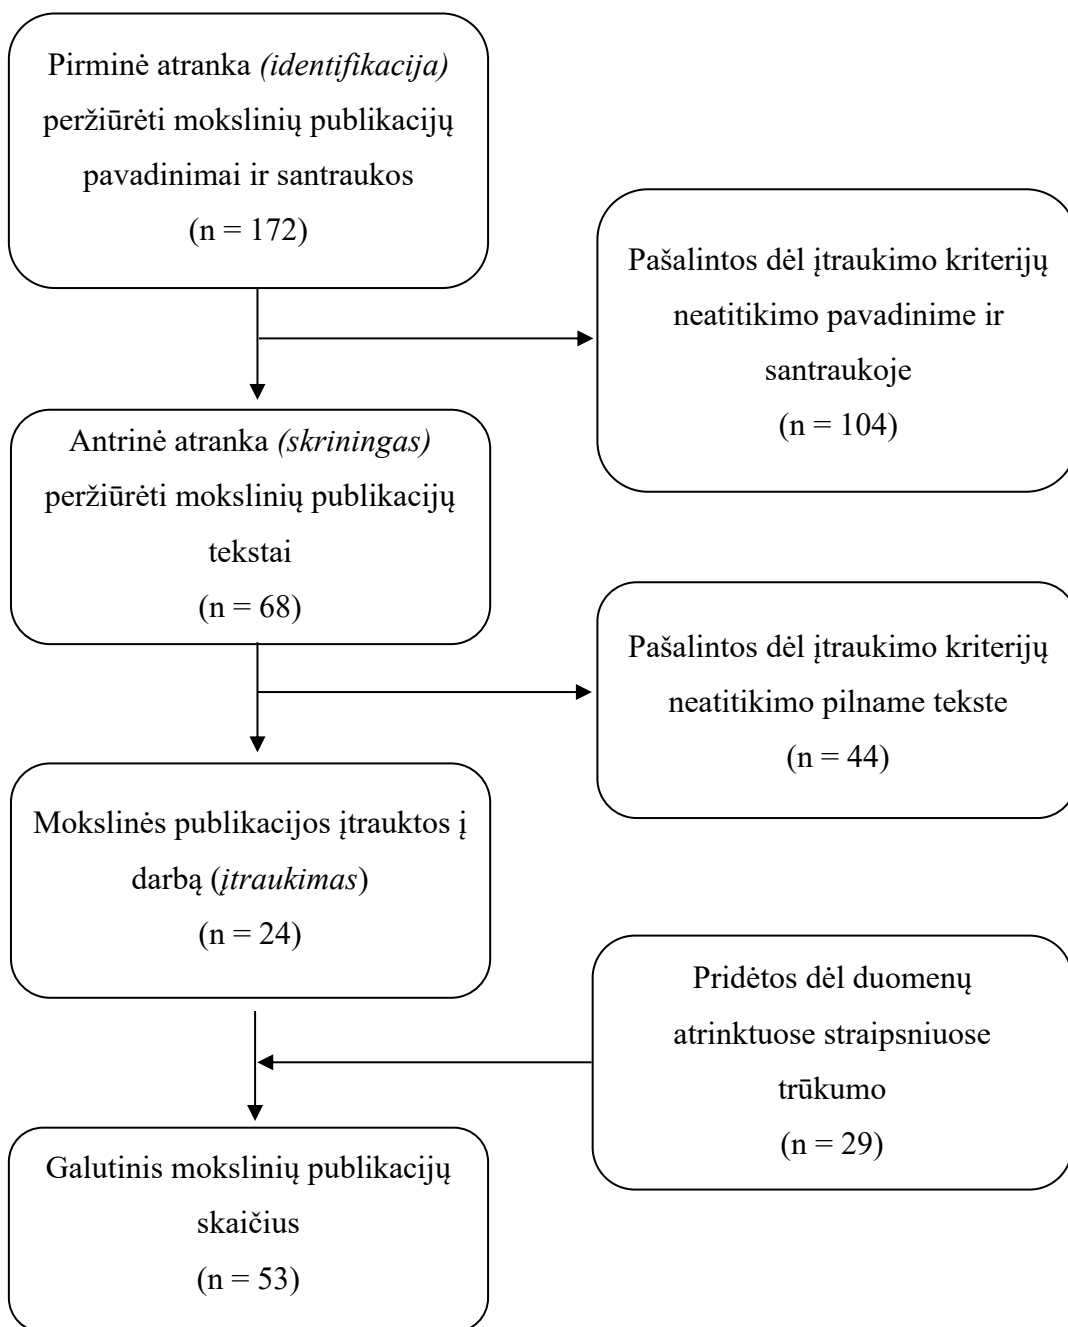 Pirminė atranka (identifikacija)
peržiūrėti mokslinių publikacijų
pavadinimai ir santraukos
(n = 172)
Pašalintos dėl įtraukimo kriterijų
neatitikimo pavadinime ir
santraukoje
(n = 104)
Antrinė atranka (skriningas)
peržiūrėti mokslinių publikacijų
tekstai
(n = 68)
Pašalintos dėl įtraukimo kriterijų
neatitikimo pilname tekste
(n = 44)
Mokslinės publikacijos įtrauktos į
darbą (įtraukimas)
(n = 24)
Pridėtos dėl duomenų
atrinktuose straipsniuose
trūkumo
(n = 29)
Galutinis mokslinių publikacijų
skaičius
(n = 53)